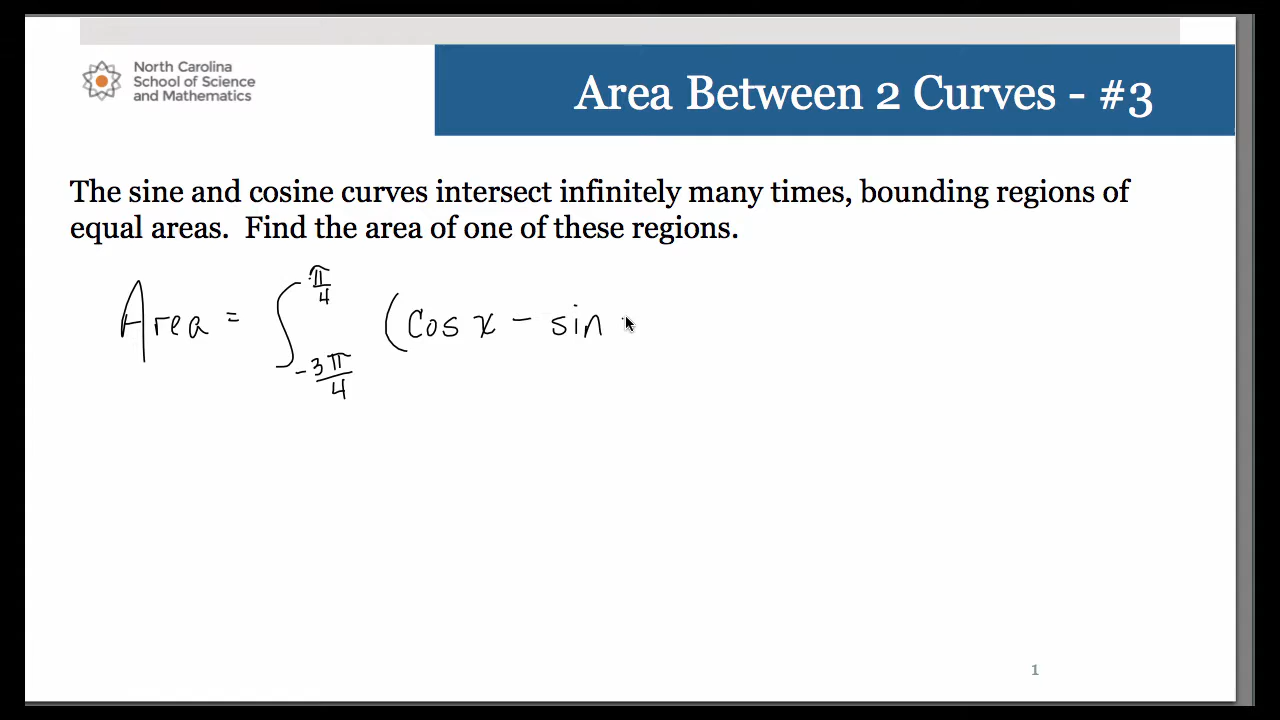 North Carolina
School of Science
and Mathematics
Area Between 2 Curves - #3
The sine and cosine curves intersect infinitely many times, bounding regions of
equal areas. Find the area of one of these regions.
Area = ∫_{-3π/4}^{π/4} (cos x - sin
1